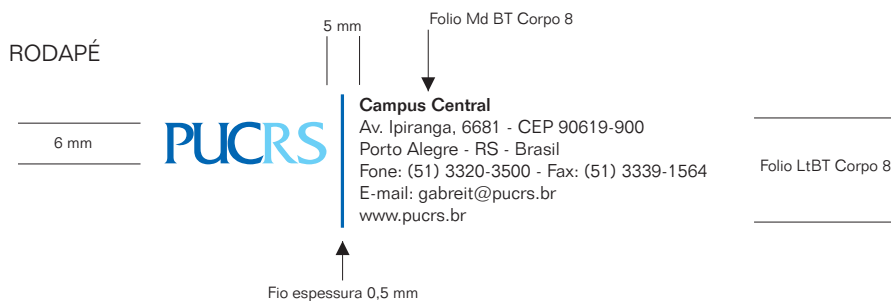 RODAPÉ
5 mm
Folio Md BT Corpo 8
6 mm
PUCRS
Campus Central
Av. Ipiranga, 6681 - CEP 90619-900
Porto Alegre - RS - Brasil
Fone: (51) 3320-3500 - Fax: (51) 3339-1564
E-mail: gabreit@pucrs.br
www.pucrs.br
Folio LtBT Corpo 8
Fio espessura 0,5 mm